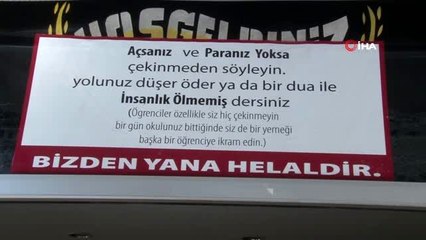 HOŞGELDİNİZ
İHA
Açsanız ve Paranız Yoksa
çekinmeden söyleyin.
yolunuz düşer öder ya da bir dua ile
İnsanlık Ölmemiş dersiniz
(Öğrenciler özellikle siz hiç çekinmeyin
bir gün okulunuz bittiğinde siz de bir yemeği
başka bir öğrenciye ikram edin.)
BİZDEN YANA HELALDİR.